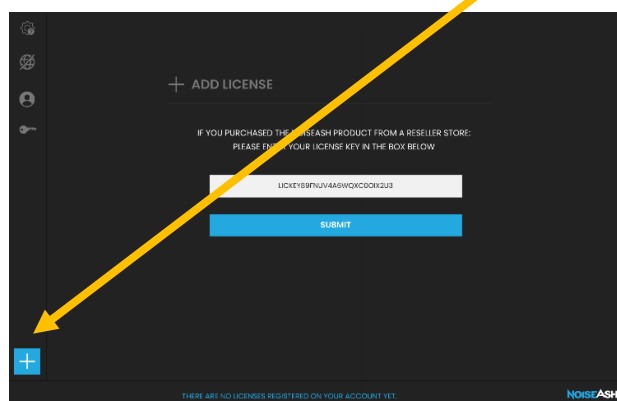 ADD LICENSE
IF YOU PURCHASED THE NOISEASH PRODUCT FROM A RESELLER STORE:
PLEASE ENTER YOUR LICENSE KEY IN THE BOX BELOW
SUBMIT
THERE ARE NO LICENSES REGISTERED ON YOUR ACCOUNT YET.
NOISEASH